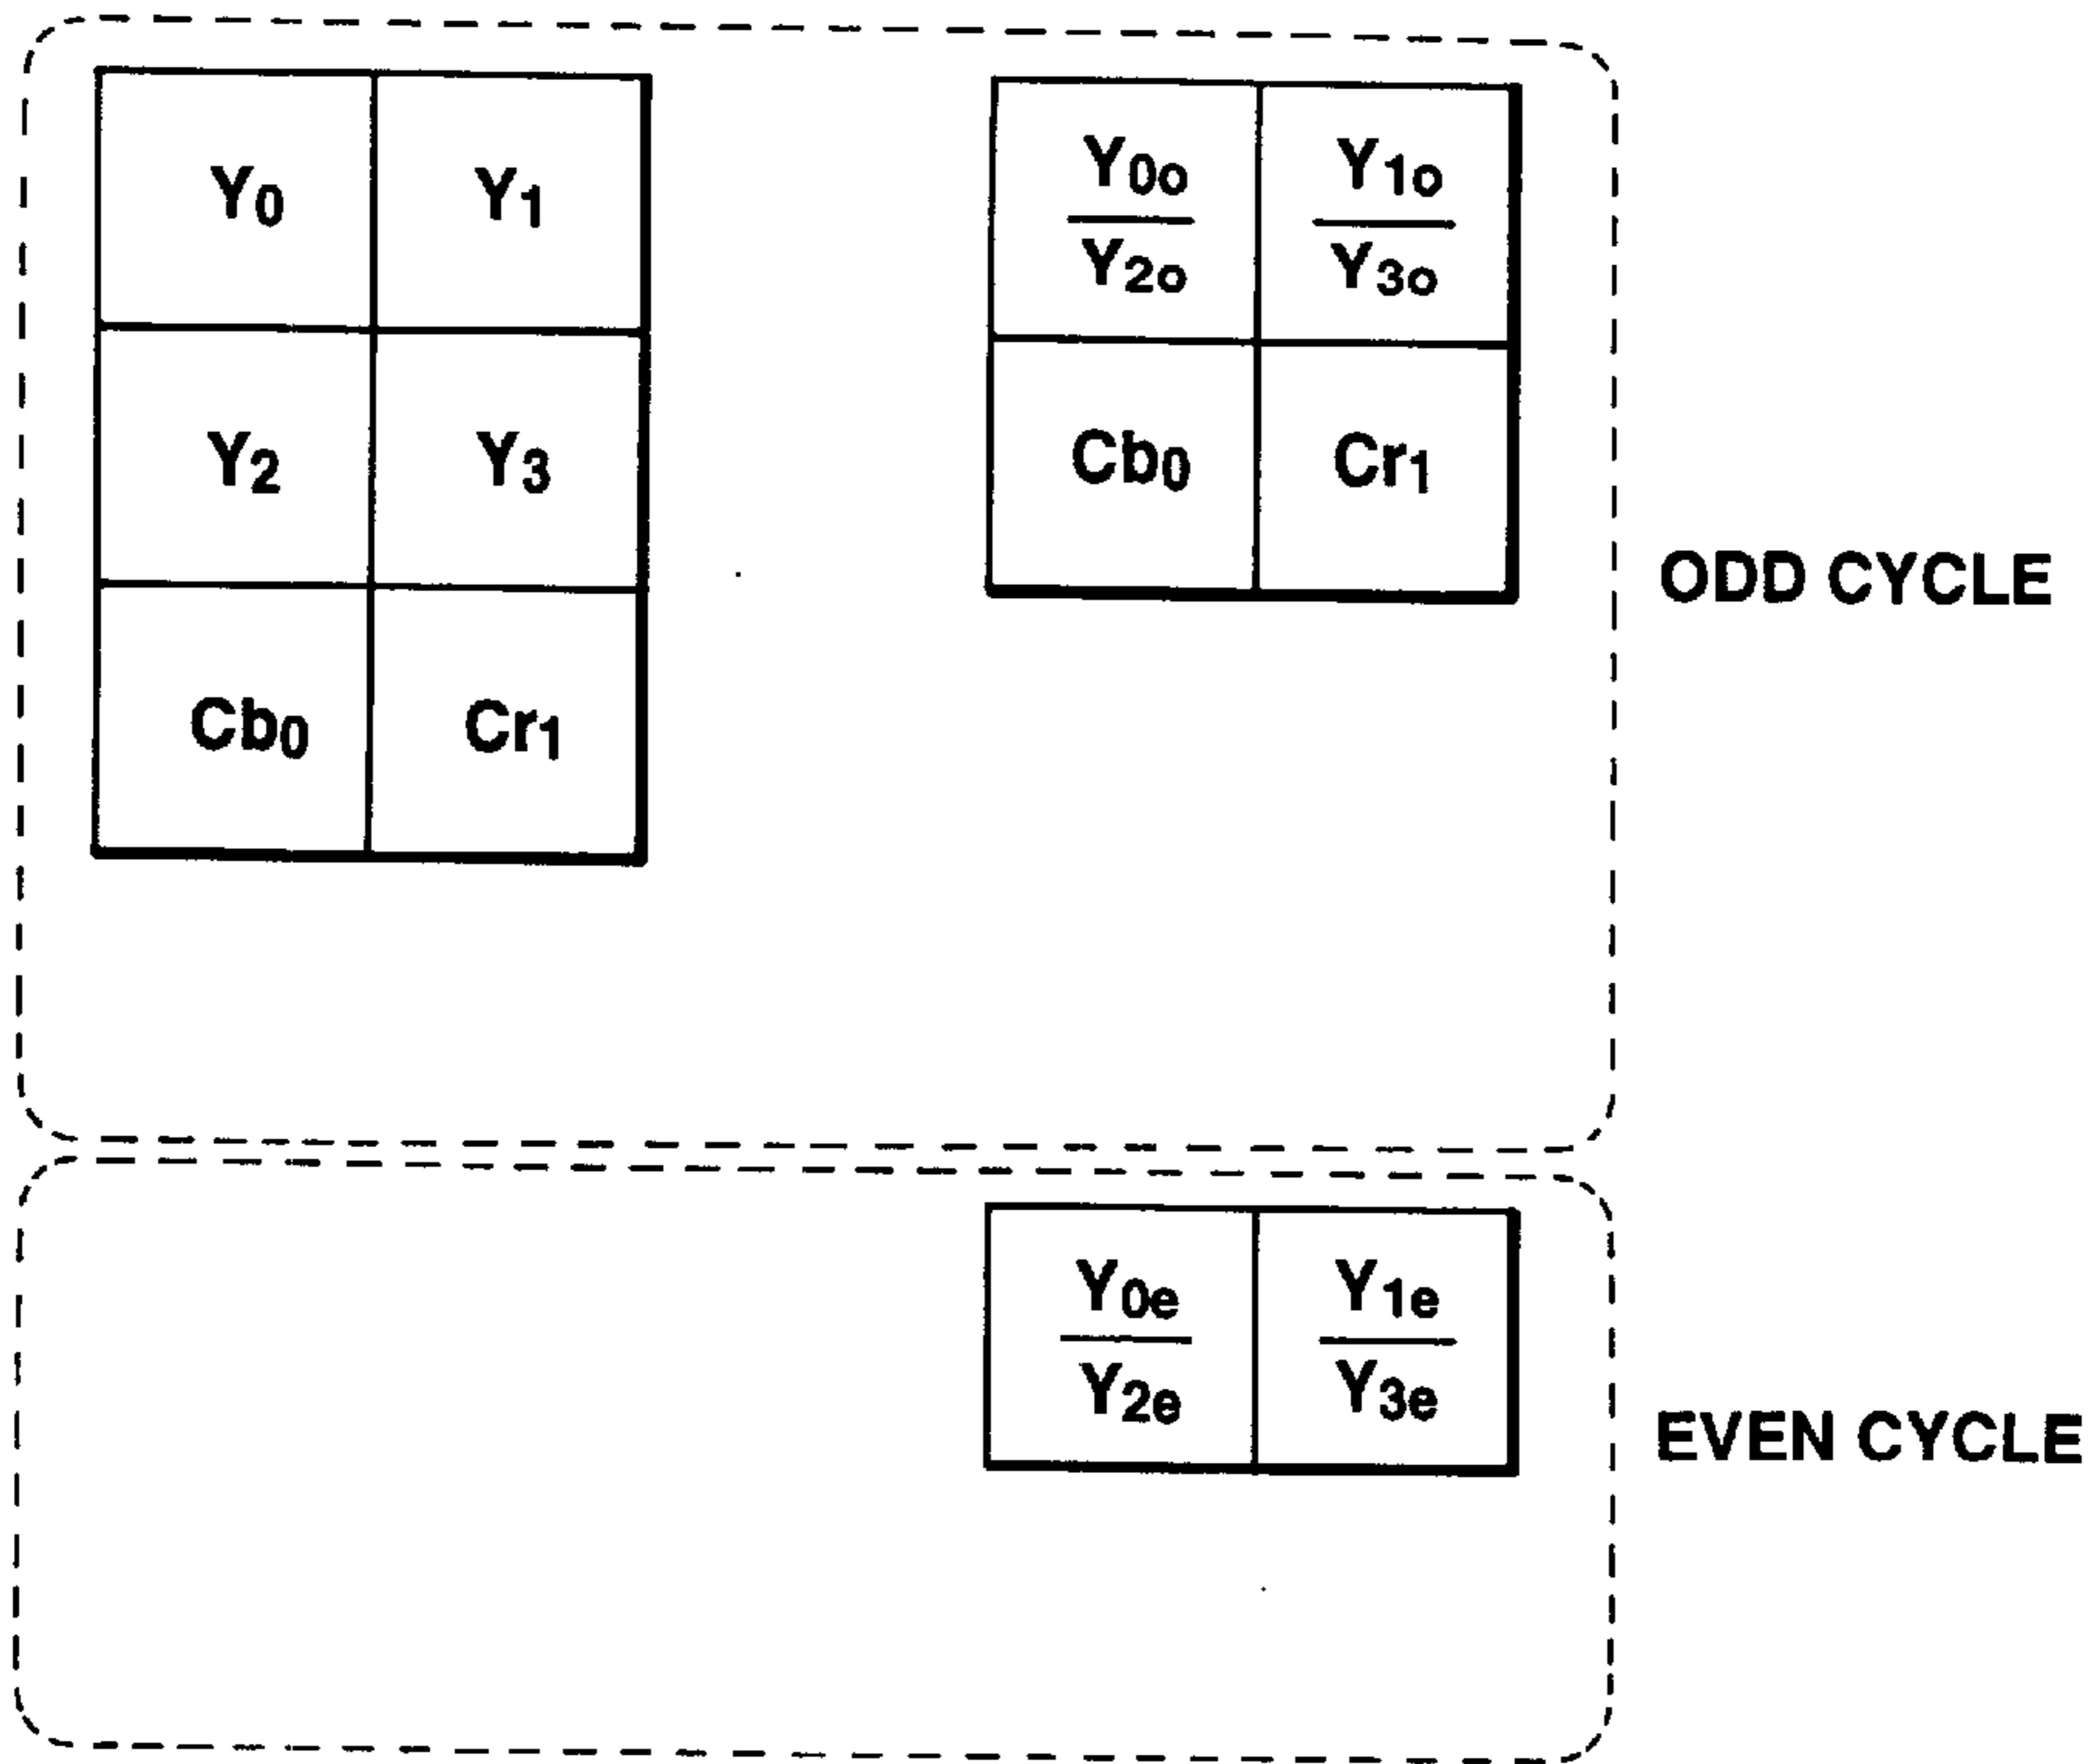 Y0 Y1
Y2 Y3
Cb0 Cr1
Y0o Y1o
Y2o Y3o
Cb0 Cr1
ODD CYCLE
Y0e Y1e
Y2e Y3e
EVEN CYCLE